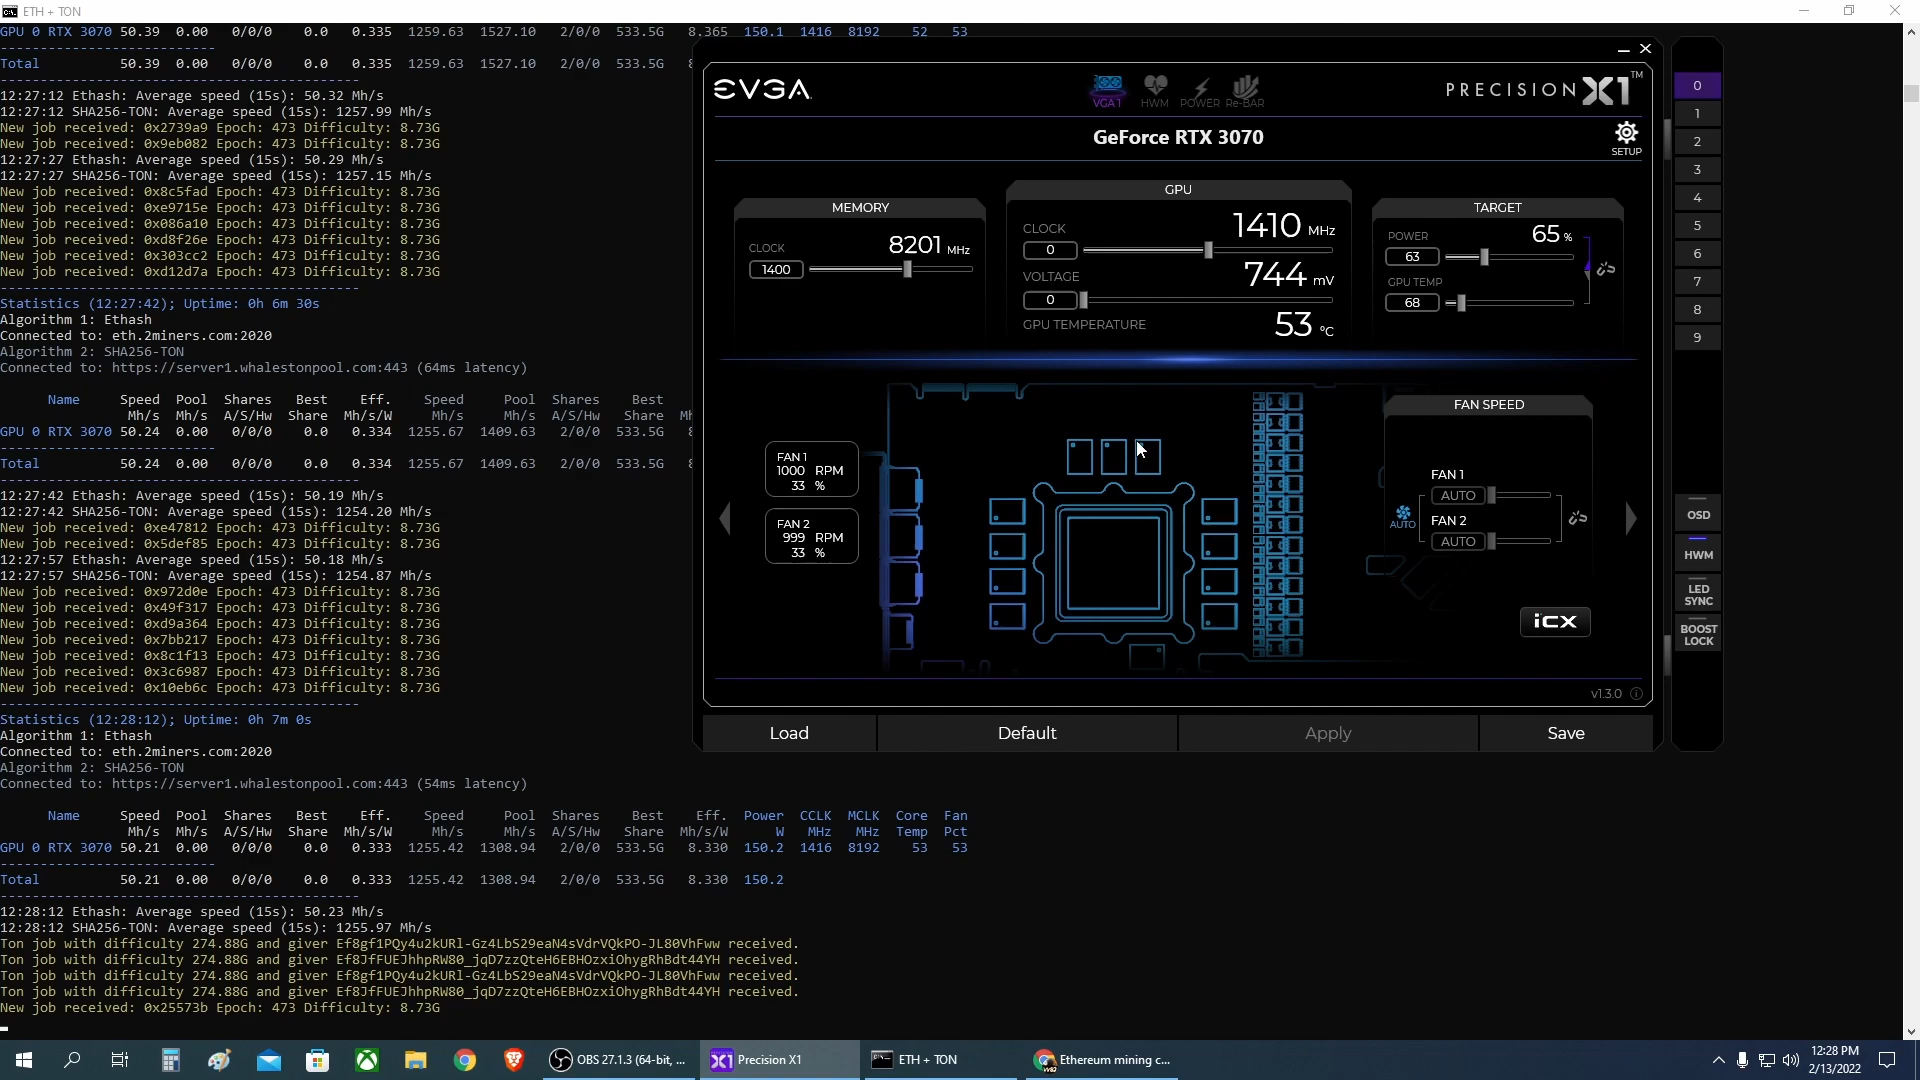 ETH + TON
GPU 0 RTX 3070 50.39 0.00 0/0/0 0.0 0.335 1259.63 1527.10 2/0/0 533.5G 8.365 150.1 1416 8192 52 53
Total 50.39 0.00 0/0/0 0.0 0.335 1259.63 1527.10 2/0/0 533.5G
12:27:12 Ethash: Average speed (15s): 50.32 Mh/s
12:27:12 SHA256-TON: Average speed (15s): 1257.99 Mh/s
New job received: 0x2739a9 Epoch: 473 Difficulty: 8.73G
New job received: 0x9eb082 Epoch: 473 Difficulty: 8.73G
12:27:27 Ethash: Average speed (15s): 50.29 Mh/s
12:27:27 SHA256-TON: Average speed (15s): 1257.15 Mh/s
New job received: 0x8c5fad Epoch: 473 Difficulty: 8.73G
New job received: 0xe9715e Epoch: 473 Difficulty: 8.73G
New job received: 0x086a10 Epoch: 473 Difficulty: 8.73G
New job received: 0xd8f26e Epoch: 473 Difficulty: 8.73G
New job received: 0x303cc2 Epoch: 473 Difficulty: 8.73G
New job received: 0xd12d7a Epoch: 473 Difficulty: 8.73G
Statistics (12:27:42); Uptime: 0h 6m 30s
Algorithm 1: Ethash
Connected to: eth.2miners.com:2020
Algorithm 2: SHA256-TON
Connected to: https://server1.whalestonpool.com:443 (64ms latency)
Name Speed Pool Shares Best Eff. Speed Pool Shares Best
Mh/s Mh/s A/S/Hw Share Mh/s/W Mh/s Mh/s A/S/Hw Share
GPU 0 RTX 3070 50.24 0.00 0/0/0 0.0 0.334 1255.67 1409.63 2/0/0 533.5G
Total 50.24 0.00 0/0/0 0.0 0.334 1255.67 1409.63 2/0/0 533.5G
12:27:42 Ethash: Average speed (15s): 50.19 Mh/s
12:27:42 SHA256-TON: Average speed (15s): 1254.20 Mh/s
New job received: 0xe47812 Epoch: 473 Difficulty: 8.73G
New job received: 0x5def85 Epoch: 473 Difficulty: 8.73G
12:27:57 Ethash: Average speed (15s): 50.18 Mh/s
12:27:57 SHA256-TON: Average speed (15s): 1254.87 Mh/s
New job received: 0x972d0e Epoch: 473 Difficulty: 8.73G
New job received: 0x49f317 Epoch: 473 Difficulty: 8.73G
New job received: 0xd9a364 Epoch: 473 Difficulty: 8.73G
New job received: 0x7bb217 Epoch: 473 Difficulty: 8.73G
New job received: 0x8c1f13 Epoch: 473 Difficulty: 8.73G
New job received: 0x3c6987 Epoch: 473 Difficulty: 8.73G
New job received: 0x10eb6c Epoch: 473 Difficulty: 8.73G
Statistics (12:28:12); Uptime: 0h 7m 0s
Algorithm 1: Ethash
Connected to: eth.2miners.com:2020
Algorithm 2: SHA256-TON
Connected to: https://server1.whalestonpool.com:443 (54ms latency)
Name Speed Pool Shares Best Eff. Speed Pool Shares Best Eff. Power CCLK MCLK Core Fan
Mh/s Mh/s A/S/Hw Share Mh/s/W Mh/s Mh/s A/S/Hw Share Mh/s/W W MHz MHz Temp Pct
GPU 0 RTX 3070 50.21 0.00 0/0/0 0.0 0.333 1255.42 1308.94 2/0/0 533.5G 8.330 150.2 1416 8192 53 53
Total 50.21 0.00 0/0/0 0.0 0.333 1255.42 1308.94 2/0/0 533.5G 8.330 150.2
12:28:12 Ethash: Average speed (15s): 50.23 Mh/s
12:28:12 SHA256-TON: Average speed (15s): 1255.97 Mh/s
Ton job with difficulty 274.88G and giver Ef8gf1PQy4u2kURl-Gz4LbS29eaN4sVdrVQkPO-JL80VhFww received.
Ton job with difficulty 274.88G and giver Ef8JfFUEJhhpRW80_jqD7zzQteH6EBHOzxiOhygRhBdt44YH received.
Ton job with difficulty 274.88G and giver Ef8gf1PQy4u2kURl-Gz4LbS29eaN4sVdrVQkPO-JL80VhFww received.
Ton job with difficulty 274.88G and giver Ef8JfFUEJhhpRW80_jqD7zzQteH6EBHOzxiOhygRhBdt44YH received.
New job received: 0x25573b Epoch: 473 Difficulty: 8.73G
EVGA
VGA1 HWM POWER Re-BAR
PRECISION X1™
GeForce RTX 3070
SETUP
MEMORY
CLOCK 8201 MHz
1400
GPU
CLOCK 1410 MHz
0
VOLTAGE 744 mV
0
GPU TEMPERATURE 53 °C
TARGET
POWER 65 %
63
GPU TEMP
68
FAN 1
1000 RPM
33 %
FAN 2
999 RPM
33 %
FAN SPEED
FAN 1
AUTO
AUTO
FAN 2
AUTO
iCX
v1.3.0
Load Default Apply Save
0
1
2
3
4
5
6
7
8
9
OSD
HWM
LED
SYNC
BOOST
LOCK
OBS 27.1.3 (64-bit, ...
X1 Precision X1
ETH + TON
Ethereum mining c...
12:28 PM
2/13/2022